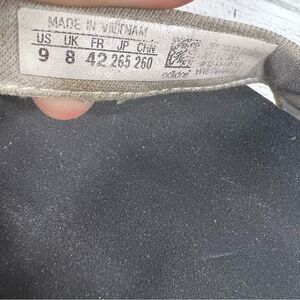 MADE IN VIETNAM
US UK FR JP CHN
9 8 42 265 260
adidas